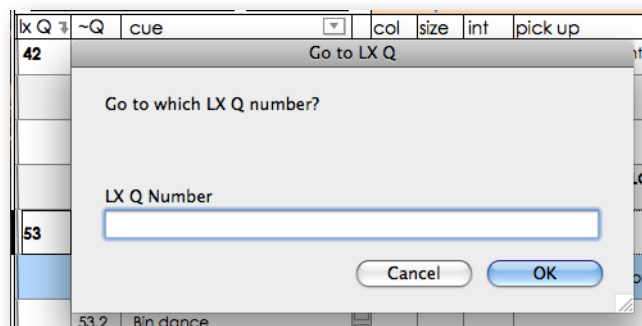 lx Q ~Q cue col size int pick up
42
Go to LX Q
Go to which LX Q number?
LX Q Number
53
Cancel OK
53.2 Bin dance